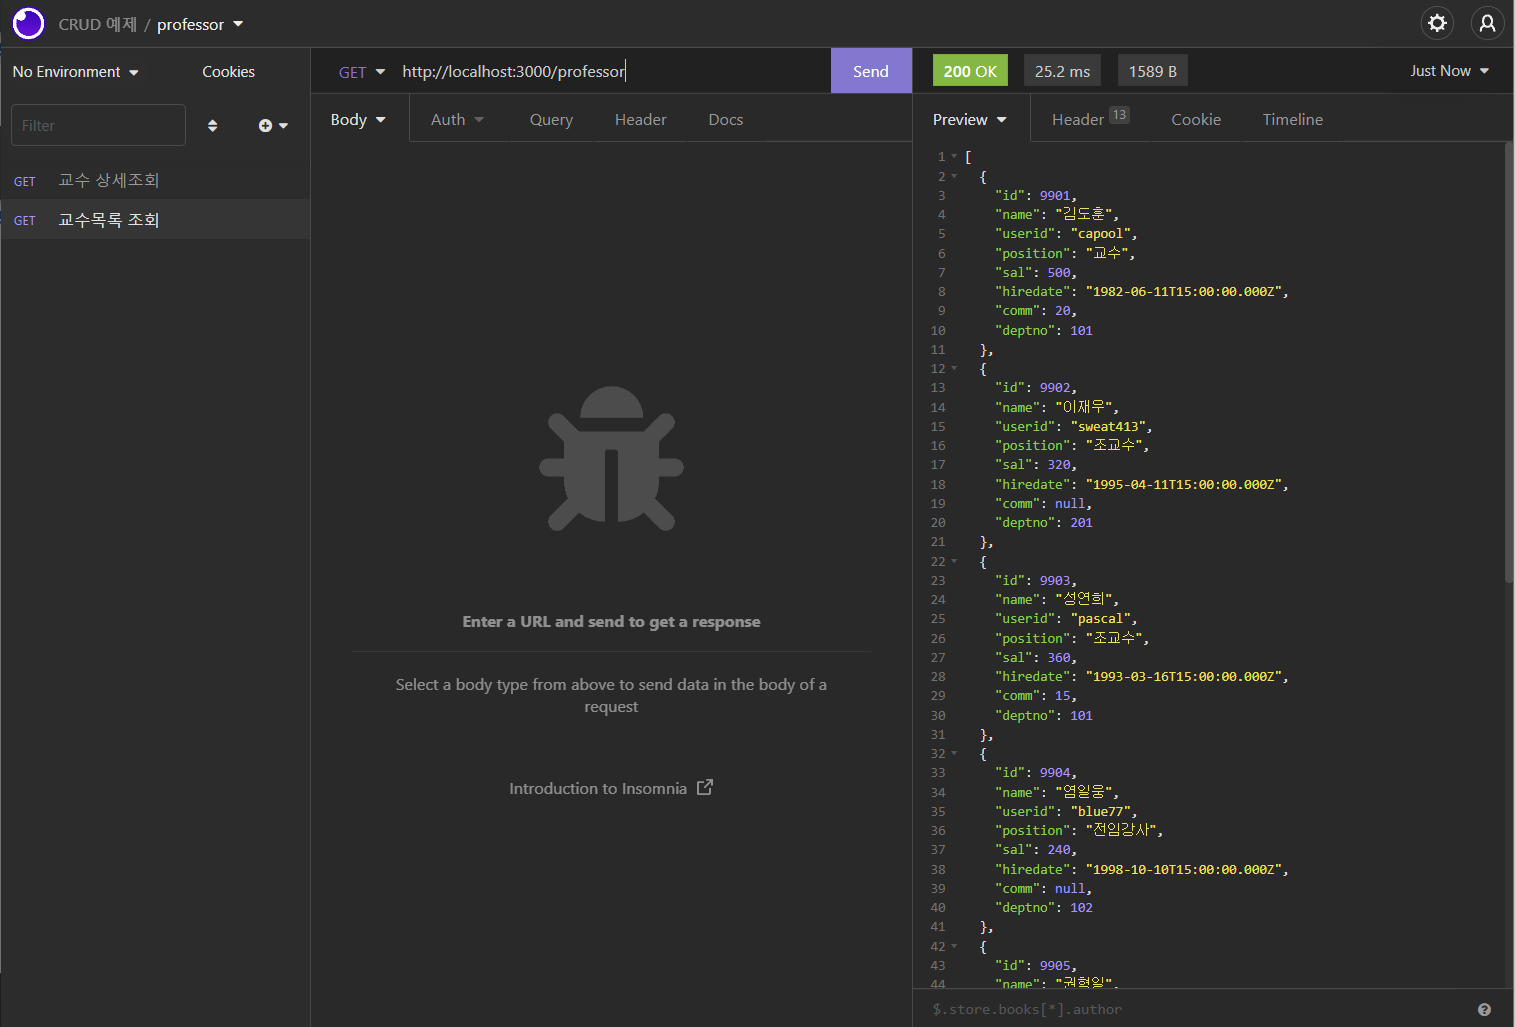 CRUD 예제 / professor
No Environment
Cookies
Filter
GET 교수 상세조회
GET 교수목록 조회
GET http://localhost:3000/professor
Send
Body Auth Query Header Docs
Enter a URL and send to get a response
Select a body type from above to send data in the body of a
request
Introduction to Insomnia
200 OK 25.2 ms 1589 B Just Now
Preview Header 13 Cookie Timeline
1 [
2 {
3 "id": 9901,
4 "name": "김도훈",
5 "userid": "capool",
6 "position": "교수",
7 "sal": 500,
8 "hiredate": "1982-06-11T15:00:00.000Z",
9 "comm": 20,
10 "deptno": 101
11 },
12 {
13 "id": 9902,
14 "name": "이재우",
15 "userid": "sweat413",
16 "position": "조교수",
17 "sal": 320,
18 "hiredate": "1995-04-11T15:00:00.000Z",
19 "comm": null,
20 "deptno": 201
21 },
22 {
23 "id": 9903,
24 "name": "성연희",
25 "userid": "pascal",
26 "position": "조교수",
27 "sal": 360,
28 "hiredate": "1993-03-16T15:00:00.000Z",
29 "comm": 15,
30 "deptno": 101
31 },
32 {
33 "id": 9904,
34 "name": "염일웅",
35 "userid": "blue77",
36 "position": "전임강사",
37 "sal": 240,
38 "hiredate": "1998-10-10T15:00:00.000Z",
39 "comm": null,
40 "deptno": 102
41 },
42 {
43 "id": 9905,
44 "name": "권혁일",
$.store.books[*].author